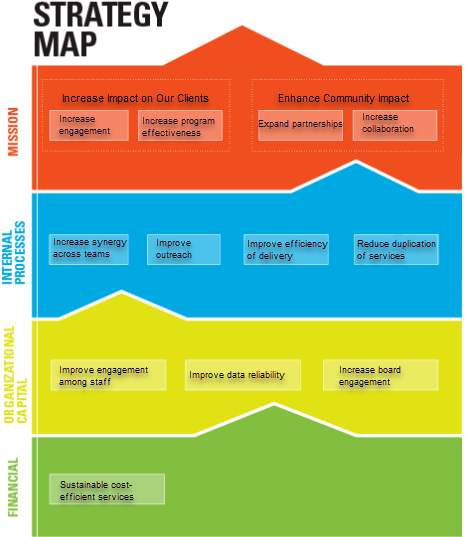 STRATEGY
MAP
MISSION
Increase Impact on Our Clients
Increase
engagement
Increase program
effectiveness
Enhance Community Impact
Expand partnerships
Increase
collaboration
INTERNAL
PROCESSES
Increase synergy
across teams
Improve
outreach
Improve efficiency
of delivery
Reduce duplication
of services
ORGANIZATIONAL
CAPITAL
Improve engagement
among staff
Improve data reliability
Increase board
engagement
FINANCIAL
Sustainable cost-
efficient services